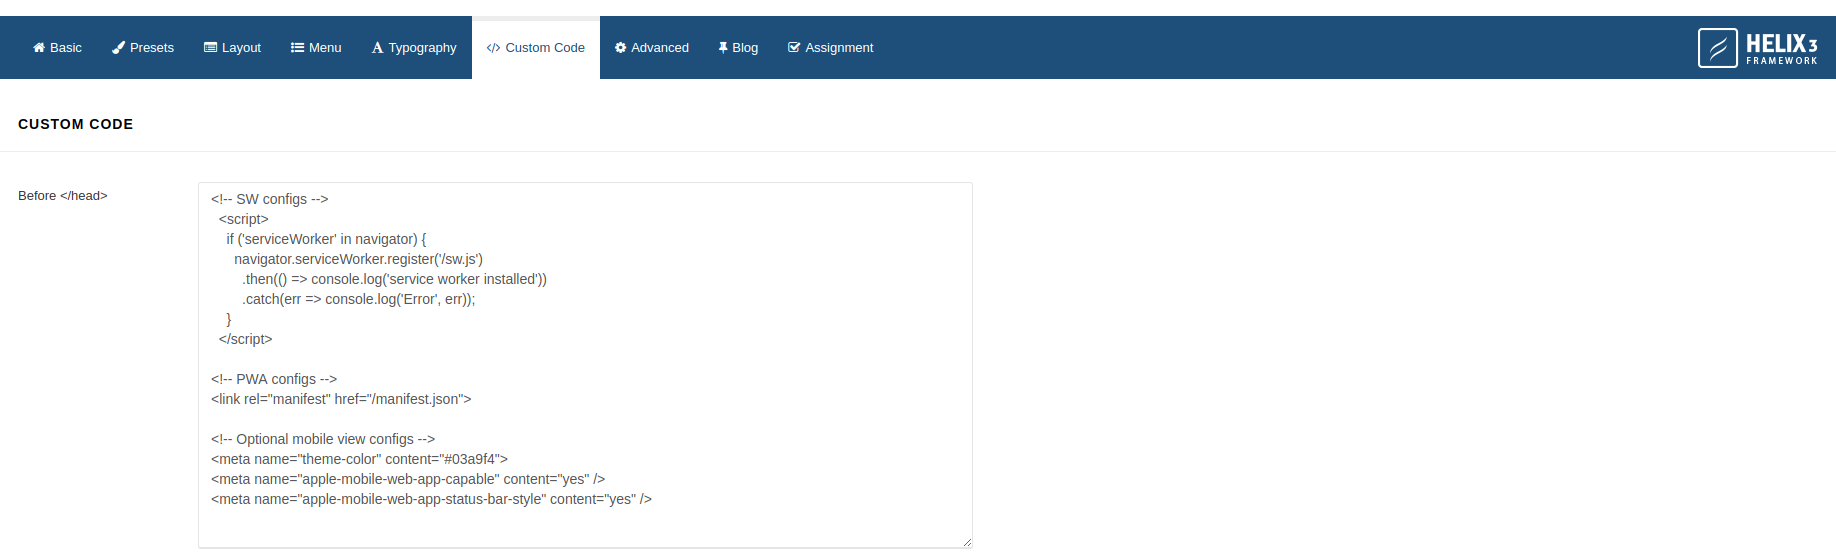 Basic Presets Layout Menu Typography </> Custom Code Advanced Blog Assignment HELIX 3
FRAMEWORK
CUSTOM CODE
Before </head>
<!-- SW configs -->
  <script>
    if ('serviceWorker' in navigator) {
      navigator.serviceWorker.register('/sw.js')
        .then(() => console.log('service worker installed'))
        .catch(err => console.log('Error', err));
    }
  </script>

<!-- PWA configs -->
<link rel="manifest" href="/manifest.json">

<!-- Optional mobile view configs -->
<meta name="theme-color" content="#03a9f4">
<meta name="apple-mobile-web-app-capable" content="yes" />
<meta name="apple-mobile-web-app-status-bar-style" content="yes" />